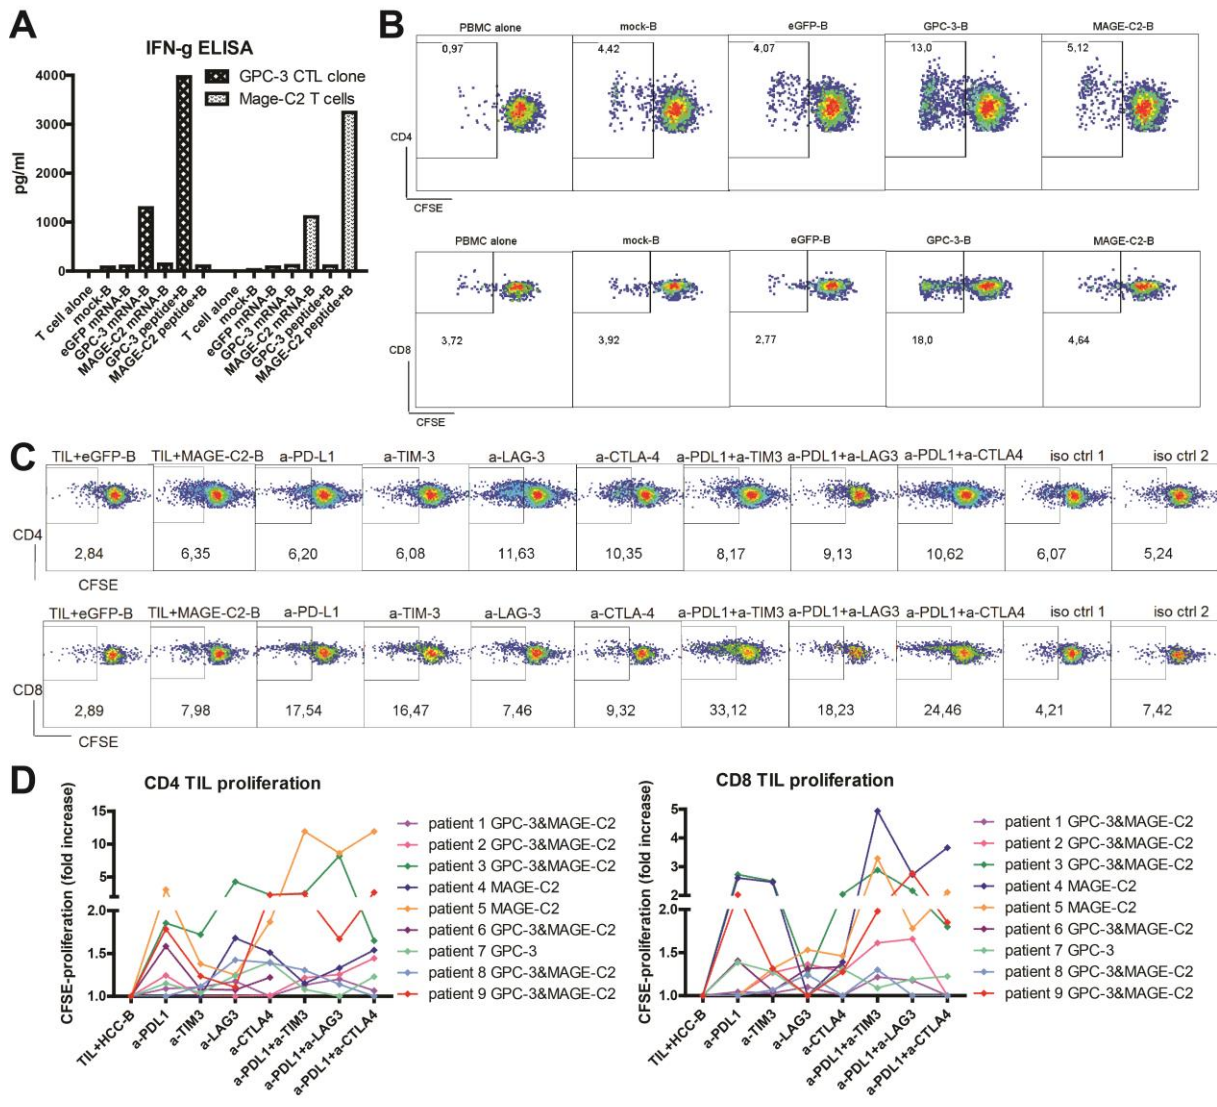 A
IFN-g ELISA
GPC-3 CTL clone
Mage-C2 T cells
pg/ml
4000
3000
2000
1000
0
T cell alone
mock-B
eGFP mRNA-B
GPC-3 mRNA-B
MAGE-C2 mRNA-B
GPC-3 peptide+B
MAGE-C2 peptide+B
T cell alone
mock-B
eGFP mRNA-B
GPC-3 mRNA-B
MAGE-C2 mRNA-B
GPC-3 peptide+B
MAGE-C2 peptide+B
B
PBMC alone mock-B eGFP-B GPC-3-B MAGE-C2-B
0,97 4,42 4,07 13,0 5,12
CD4
CFSE
PBMC alone mock-B eGFP-B GPC-3-B MAGE-C2-B
3,72 3,92 2,77 18,0 4,64
CD8
CFSE
C
TIL+eGFP-B TIL+MAGE-C2-B a-PD-L1 a-TIM-3 a-LAG-3 a-CTLA-4 a-PDL1+a-TIM3 a-PDL1+a-LAG3 a-PDL1+a-CTLA4 iso ctrl 1 iso ctrl 2
CD4
2,84 6,35 6,20 6,08 11,63 10,35 8,17 9,13 10,62 6,07 5,24
CFSE
TIL+eGFP-B TIL+MAGE-C2-B a-PD-L1 a-TIM-3 a-LAG-3 a-CTLA-4 a-PDL1+a-TIM3 a-PDL1+a-LAG3 a-PDL1+a-CTLA4 iso ctrl 1 iso ctrl 2
CD8
2,89 7,98 17,54 16,47 7,46 9,32 33,12 18,23 24,46 4,21 7,42
CFSE
D
CD4 TIL proliferation
CFSE-proliferation (fold increase)
15
10
5
2.0
1.5
1.0
TIL+HCC-B
a-PDL1
a-TIM3
a-LAG3
a-CTLA4
a-PDL1+a-TIM3
a-PDL1+a-LAG3
a-PDL1+a-CTLA4
patient 1 GPC-3&MAGE-C2
patient 2 GPC-3&MAGE-C2
patient 3 GPC-3&MAGE-C2
patient 4 MAGE-C2
patient 5 MAGE-C2
patient 6 GPC-3&MAGE-C2
patient 7 GPC-3
patient 8 GPC-3&MAGE-C2
patient 9 GPC-3&MAGE-C2
CD8 TIL proliferation
CFSE-proliferation (fold increase)
5
4
3
2
2.0
1.5
1.0
TIL+HCC-B
a-PDL1
a-TIM3
a-LAG3
a-CTLA4
a-PDL1+a-TIM3
a-PDL1+a-LAG3
a-PDL1+a-CTLA4
patient 1 GPC-3&MAGE-C2
patient 2 GPC-3&MAGE-C2
patient 3 GPC-3&MAGE-C2
patient 4 MAGE-C2
patient 5 MAGE-C2
patient 6 GPC-3&MAGE-C2
patient 7 GPC-3
patient 8 GPC-3&MAGE-C2
patient 9 GPC-3&MAGE-C2